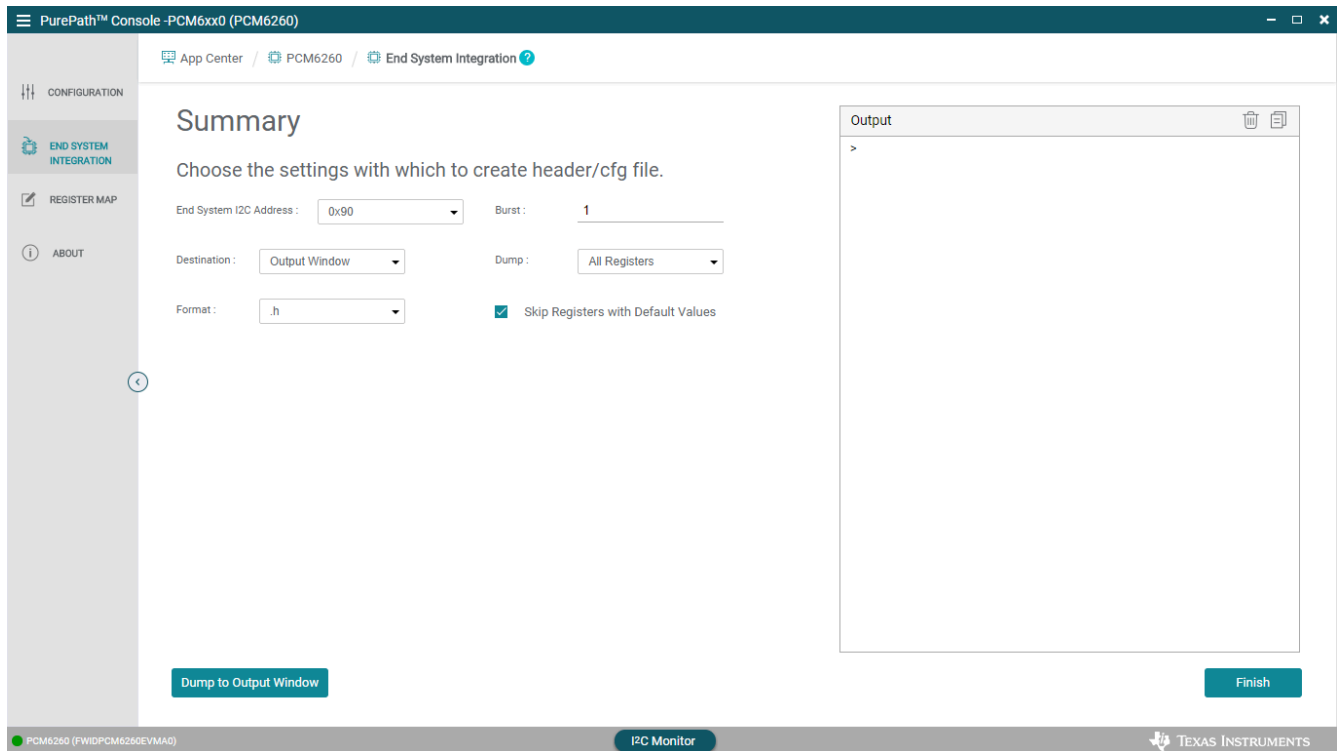 PurePath™ Console -PCM6xx0 (PCM6260)
App Center / PCM6260 / End System Integration ?
CONFIGURATION
END SYSTEM
INTEGRATION
REGISTER MAP
ABOUT
Summary
Choose the settings with which to create header/cfg file.
End System I2C Address : 0x90 Burst : 1
Destination : Output Window Dump : All Registers
Format : .h Skip Registers with Default Values
Output
>
Dump to Output Window
Finish
PCM6260 (FWIDPCM6260EVMA0)
I²C Monitor
TEXAS INSTRUMENTS